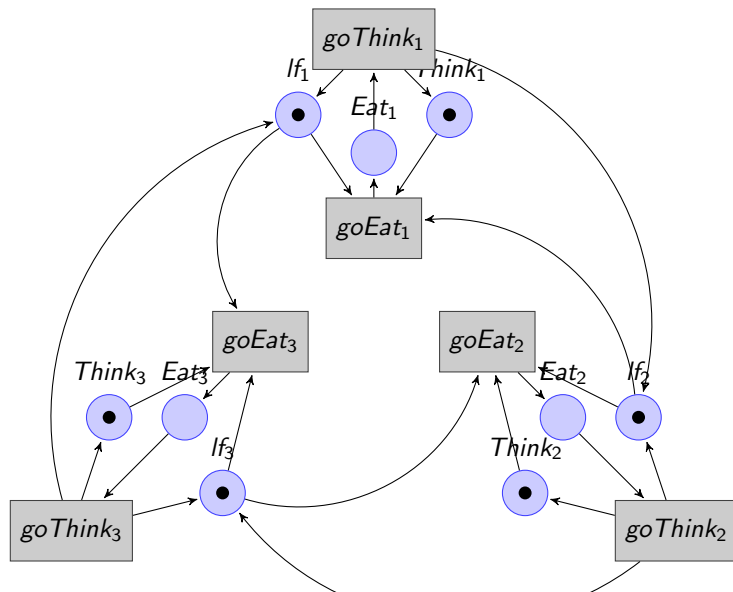 goThink₁
lf₁
Think₁
Eat₁
goEat₁
goEat₃
goEat₂
Think₃
Eat₃
Eat₂
lf₂
lf₃
Think₂
goThink₃
goThink₂